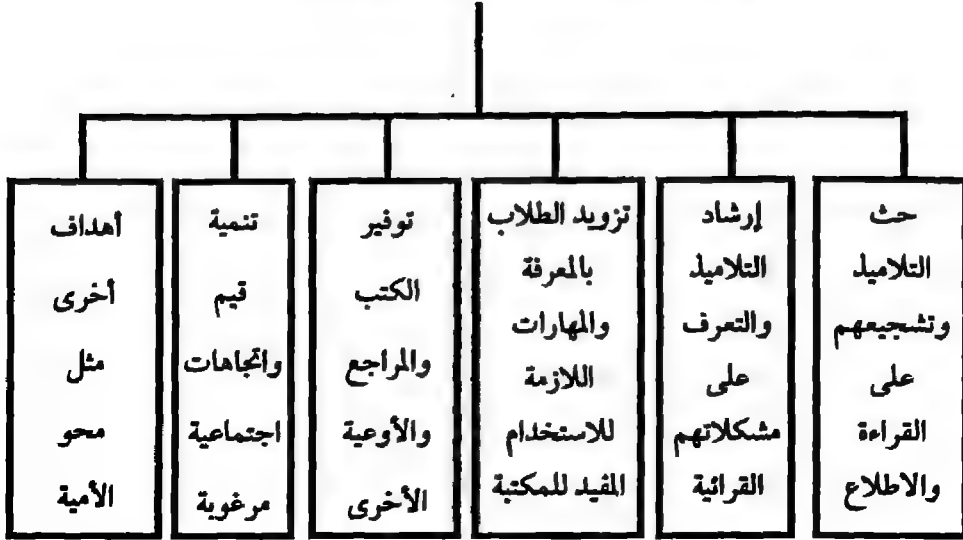 حث
التلاميذ
وتشجيعهم
على
القراءة
والاطلاع
إرشاد
التلاميذ
والتعرف
على
مشكلاتهم
القرائية
تزويد الطلاب
بالمعرفة
والمهارات
اللازمة
للاستخدام
المفيد للمكتبة
توفير
الكتب
والمراجع
والأوعية
الأخرى
تنمية
قيم
واتجاهات
اجتماعية
مرغوبة
أهداف
أخرى
مثل
محو
الأمية